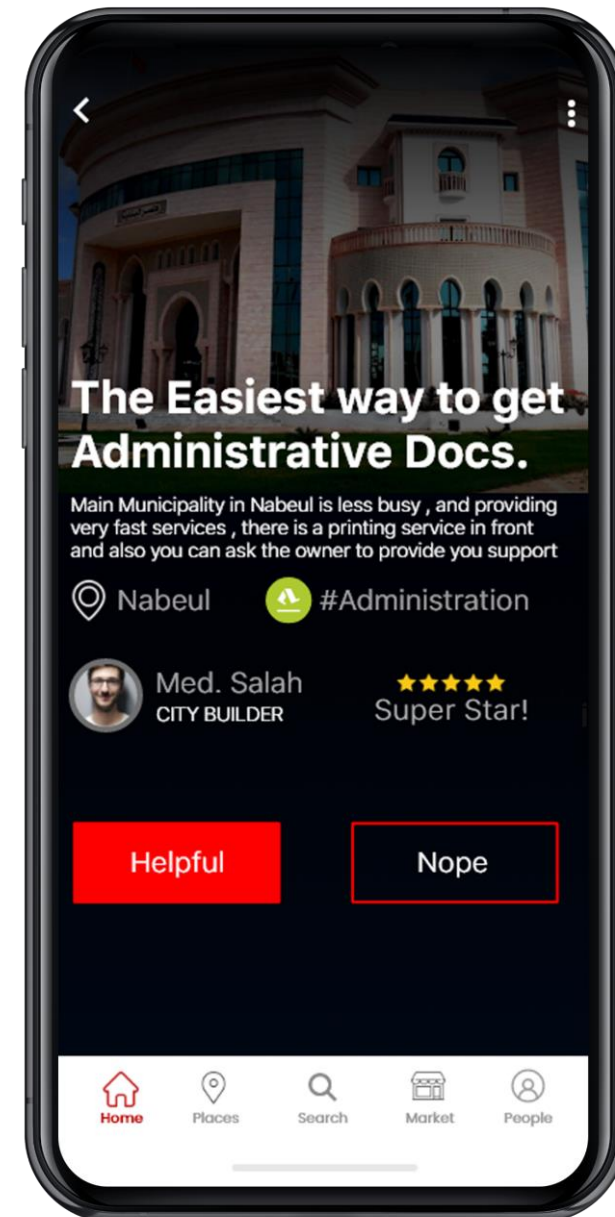 The Easiest way to get
Administrative Docs.
Main Municipality in Nabeul is less busy , and providing
very fast services , there is a printing service in front
and also you can ask the owner to provide you support
Nabeul
#Administration
Med. Salah
CITY BUILDER
Super Star!
Helpful
Nope
Home
Places
Search
Market
People